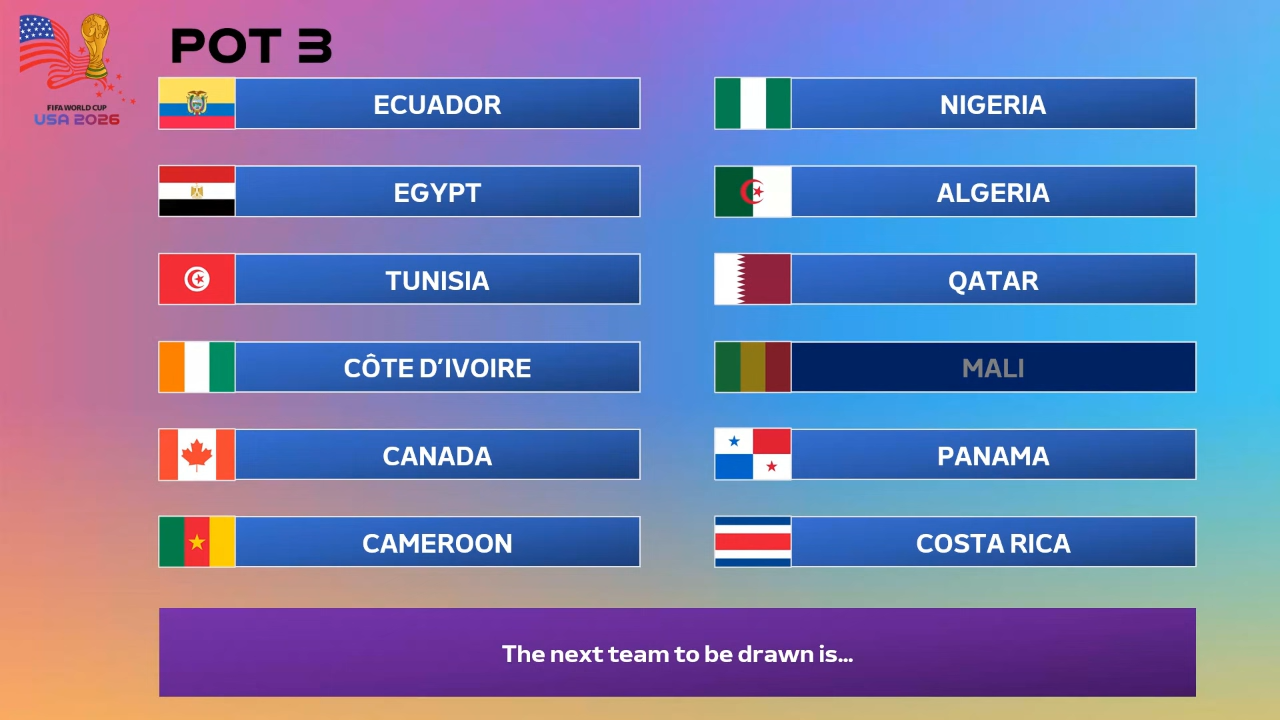 POT 3
FIFA WORLD CUP
USA 2026
ECUADOR
EGYPT
TUNISIA
CÔTE D'IVOIRE
CANADA
CAMEROON
NIGERIA
ALGERIA
QATAR
MALI
PANAMA
COSTA RICA
The next team to be drawn is...